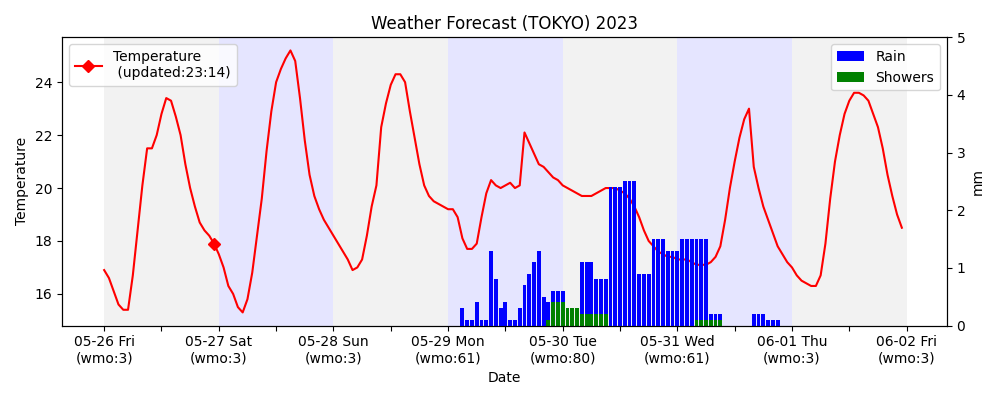 Weather Forecast (TOKYO) 2023
Temperature
(updated:23:14)
Rain
Showers
24
22
20
18
16
Temperature
5
4
3
2
1
0
mm
05-26 Fri
(wmo:3)
05-27 Sat
(wmo:3)
05-28 Sun
(wmo:3)
05-29 Mon
(wmo:61)
05-30 Tue
(wmo:80)
05-31 Wed
(wmo:61)
06-01 Thu
(wmo:3)
06-02 Fri
(wmo:3)
Date